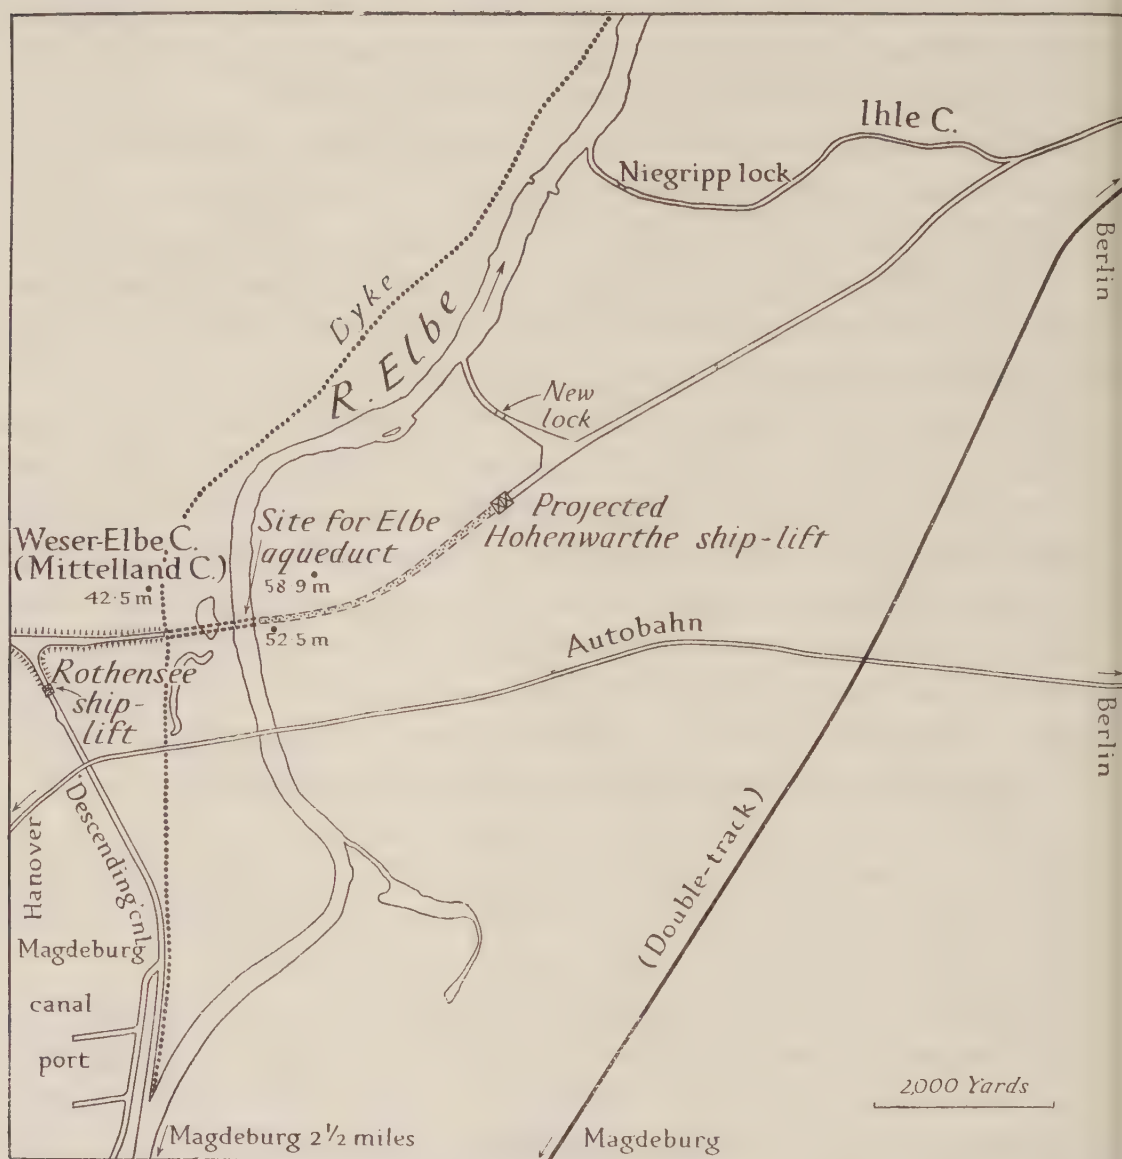 Ihle C.
Niegripp lock
Berlin
Dyke
R. Elbe
New
lock
Projected
Hohenwarthe ship-lift
Site for Elbe
aqueduct
Weser-Elbe C.
(Mittelland C.)
42·5 m
58·9 m
52·5 m
Autobahn
Rothensee
ship-
lift
Berlin
Descending cnl.
Hanover
(Double-track)
Magdeburg
canal
port
2,000 Yards
Magdeburg 2½ miles
Magdeburg